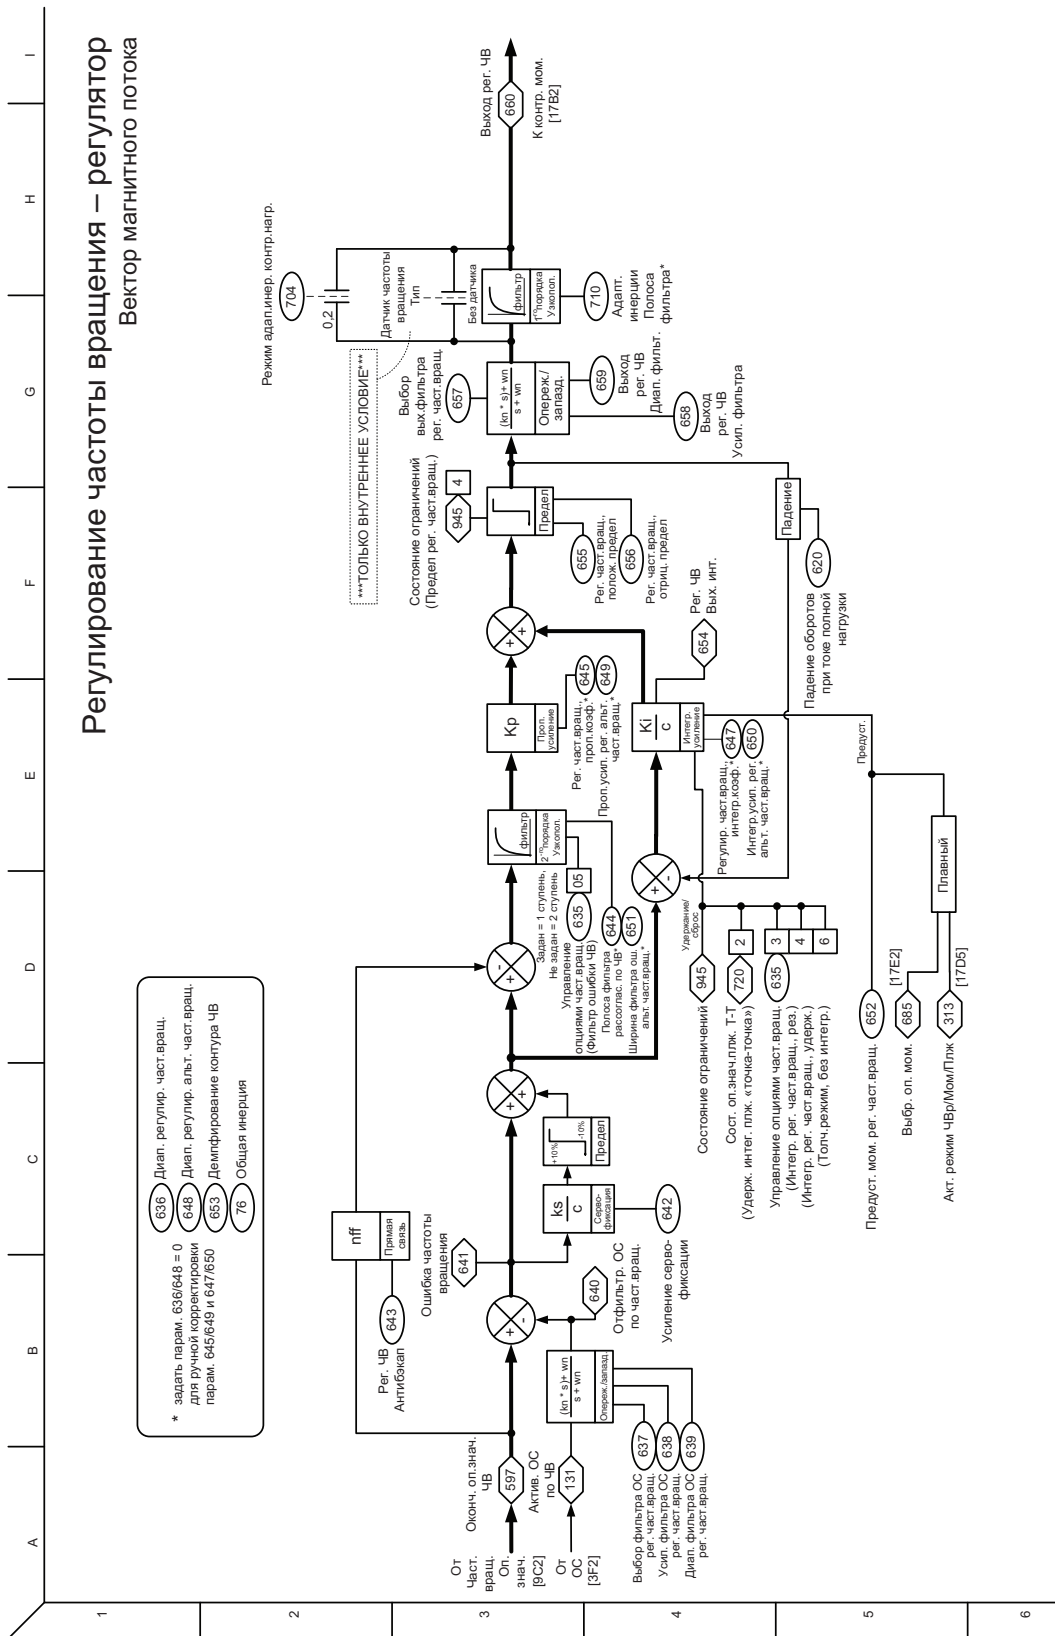 Регулирование частоты вращения – регулятор
Вектор магнитного потока
A
B
C
D
E
F
G
H
I
1
2
3
4
5
6
* задать парам. 636/648 = 0
для ручной корректировки
парам. 645/649 и 647/650
636 Диап. регулир. част.вращ.
648 Диап. регулир. альт. част.вращ.
653 Демпфирование контура ЧВ
76 Общая инерция
От
Част.
вращ.
Оп.
знач.
[9C2]
Оконч. оп.знач.
ЧВ
597
Актив. ОС
по ЧВ
131
От
ОС
[3F2]
Выбор фильтра ОС
рег. част.вращ.
637
Усил. фильтра ОС
рег. част.вращ.
638
Диап. фильтра ОС
рег. част.вращ.
639
(kn * s)+ wn
s + wn
Опереж./запазд.
Рег. ЧВ
Антибэкап
643
nff
Прямая
связь
Ошибка частоты
вращения
641
+
-
640
Отфильтр. ОС
по част.вращ.
ks
с
Серво-
фиксация
642
Усиление серво-
фиксации
+10%
-10%
Предел
+
+
+
-
фильтр
2-го порядка
Узкопол.
Задан = 1 ступень,
Не задан = 2 ступень
635
05
Управление
опциями част.вращ.
(Фильтр ошибки ЧВ)
644
Полоса фильтра
рассоглас. по ЧВ*
651
Ширина фильтра ош.
альт. част.вращ.*
Kp
Проп.
усиление
645
Рег. част.вращ.,
проп.коэф.*
649
Проп.усил. рег. альт.
част.вращ.*
+
-
Ki
с
Интегр.
усиление
647
Регулир. част.вращ.,
интегр.коэф.*
650
Интегр.усил. рег.
альт. част.вращ.*
654
Рег. ЧВ
Вых. инт.
Удержание/
сброс
945
Состояние ограничений
2
720
Сост. оп.знач.плж. Т-Т
(Удерж. интег. плж. «точка-точка»)
3
635
4
6
Управление опциями част.вращ.
(Интегр. рег. част.вращ., рез.)
(Интегр. рег. част.вращ., удерж.)
(Толч.режим, без интегр.)
Предуст.
652
Предуст. мом. рег. част.вращ.
685
[17E2]
Выбр. оп. мом.
313
[17D5]
Акт. режим ЧВр/Мом/Плж
Плавный
+
+
Состояние ограничений
(Предел рег. част.вращ.)
945
4
Предел
655
Рег. част.вращ.,
полож. предел
656
Рег. част.вращ.,
отриц. предел
Падение
620
Падение оборотов
при токе полной
нагрузки
***ТОЛЬКО ВНУТРЕННЕЕ УСЛОВИЕ***
Выбор
вых.фильтра
рег. част.вращ.
657
(kn * s)+ wn
s + wn
Опереж./
запазд.
659
Выход
рег. ЧВ
Диап. фильт.
658
Выход
рег. ЧВ
Усил. фильтра
Режим адап.инер. контр.нагр.
704
0,2
Датчик частоты
вращения
Тип
Без датчика
фильтр
1-го порядка
Узкопол.
710
Адапт.
инерции
Полоса
фильтра*
Выход рег. ЧВ
660
К контр. мом.
[17B2]